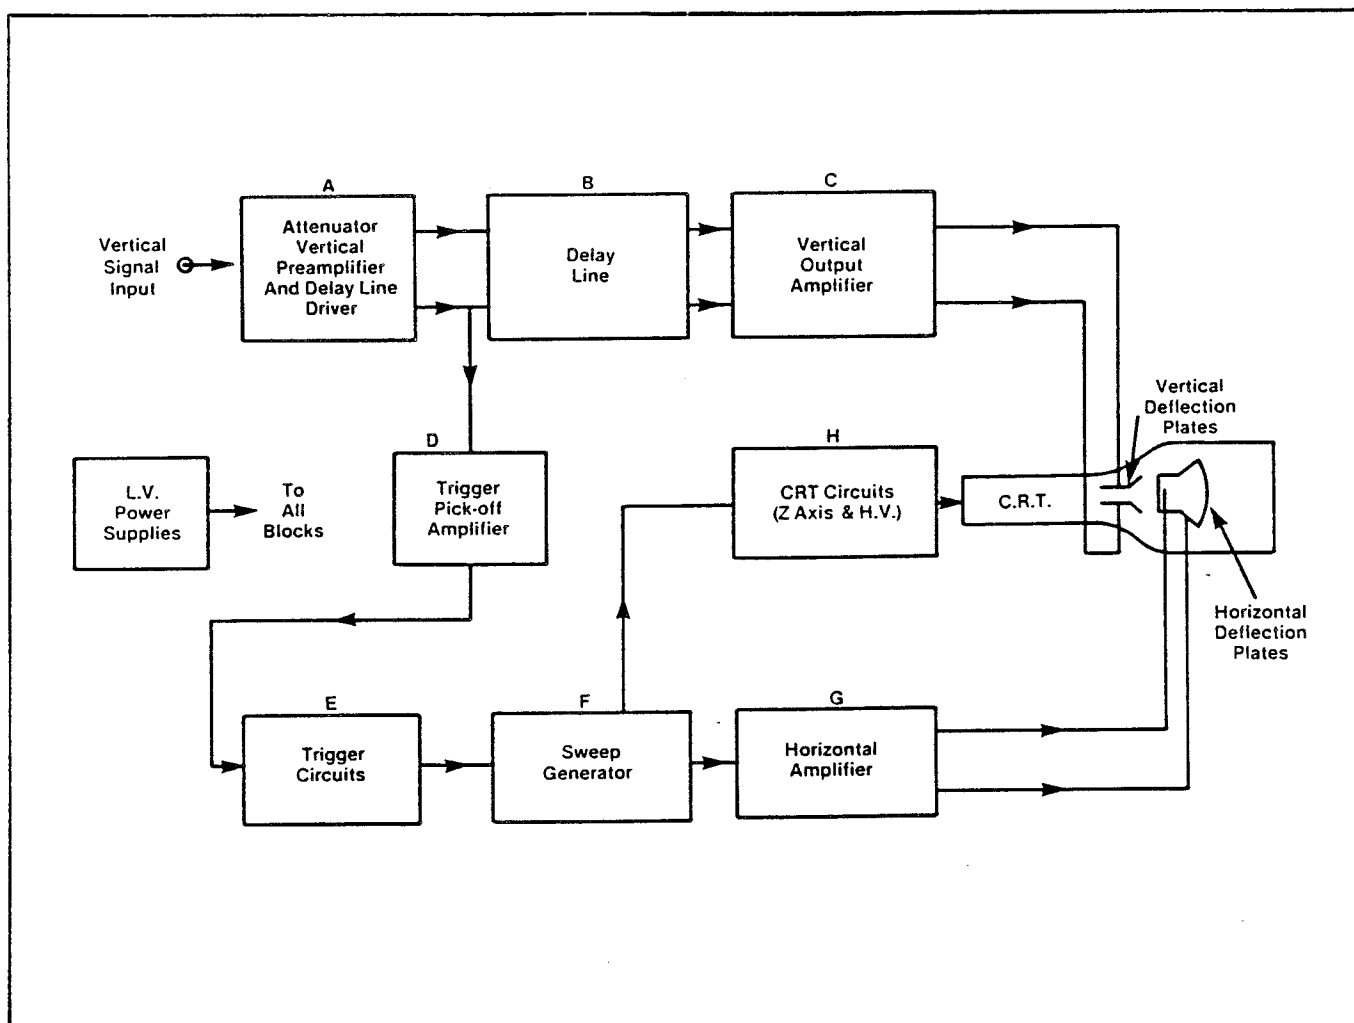 A
Attenuator
Vertical
Preamplifier
And Delay Line
Driver
B
Delay
Line
C
Vertical
Output
Amplifier
Vertical
Signal
Input
Vertical
Deflection
Plates
D
Trigger
Pick-off
Amplifier
H
CRT Circuits
(Z Axis & H.V.)
C.R.T.
L.V.
Power
Supplies
To
All
Blocks
Horizontal
Deflection
Plates
E
Trigger
Circuits
F
Sweep
Generator
G
Horizontal
Amplifier